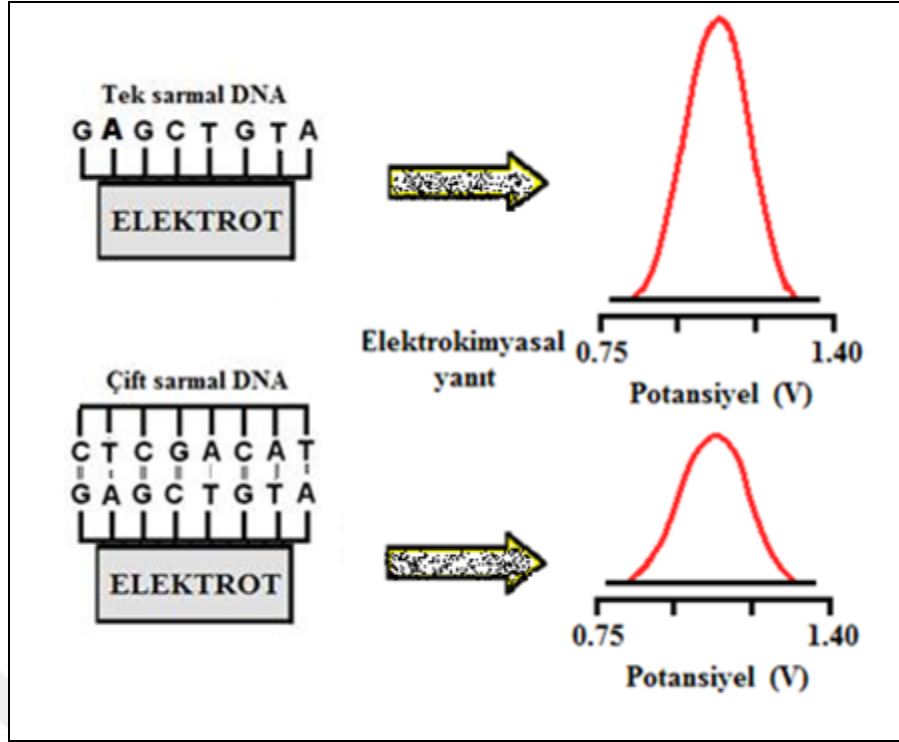 Tek sarmal DNA
G A G C T G T A
ELEKTROT
Elektrokimyasal
yanıt
0.75 1.40
Potansiyel (V)
Çift sarmal DNA
C T C G A C A T
G A G C T G T A
ELEKTROT
0.75 1.40
Potansiyel (V)